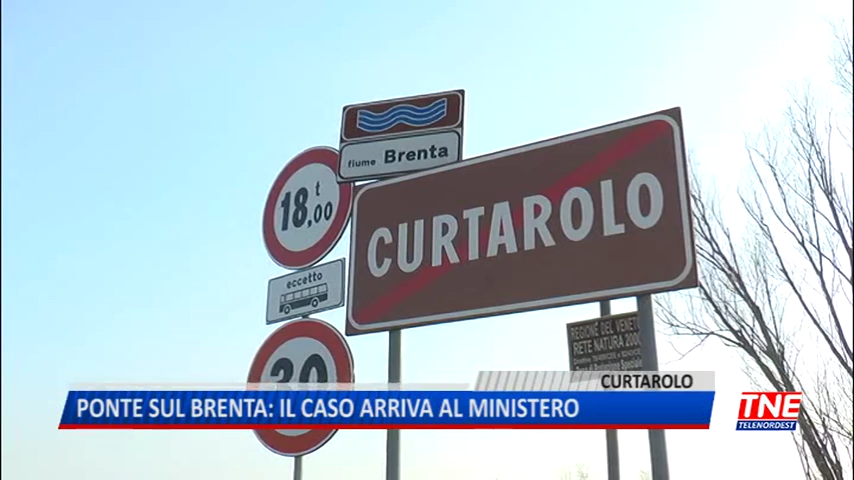 fiume Brenta
18,00 t
CURTAROLO
eccetto
30
REGIONE DEL VENETO
RETE NATURA 2000
CURTAROLO
PONTE SUL BRENTA: IL CASO ARRIVA AL MINISTERO
TNE
TELENORDEST